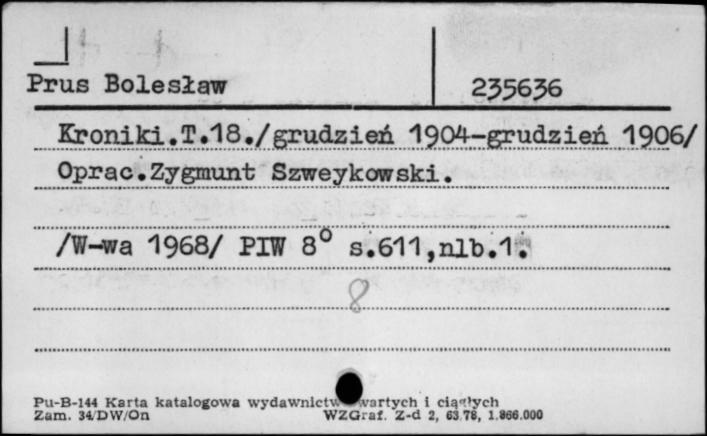 Prus Bolesław 235636
Kroniki.T.18./grudzień 1904-grudzień 1906/
Oprac.Zygmunt Szweykowski.
/W-wa 1968/ PIW 8° s.611,nlb.1.
8
Pu-B-144 Karta katalogowa wydawnictw zwartych i ciągłych
Zam. 34/DW/On WZGraf. Z-d 2, 63.78, 1.866.000